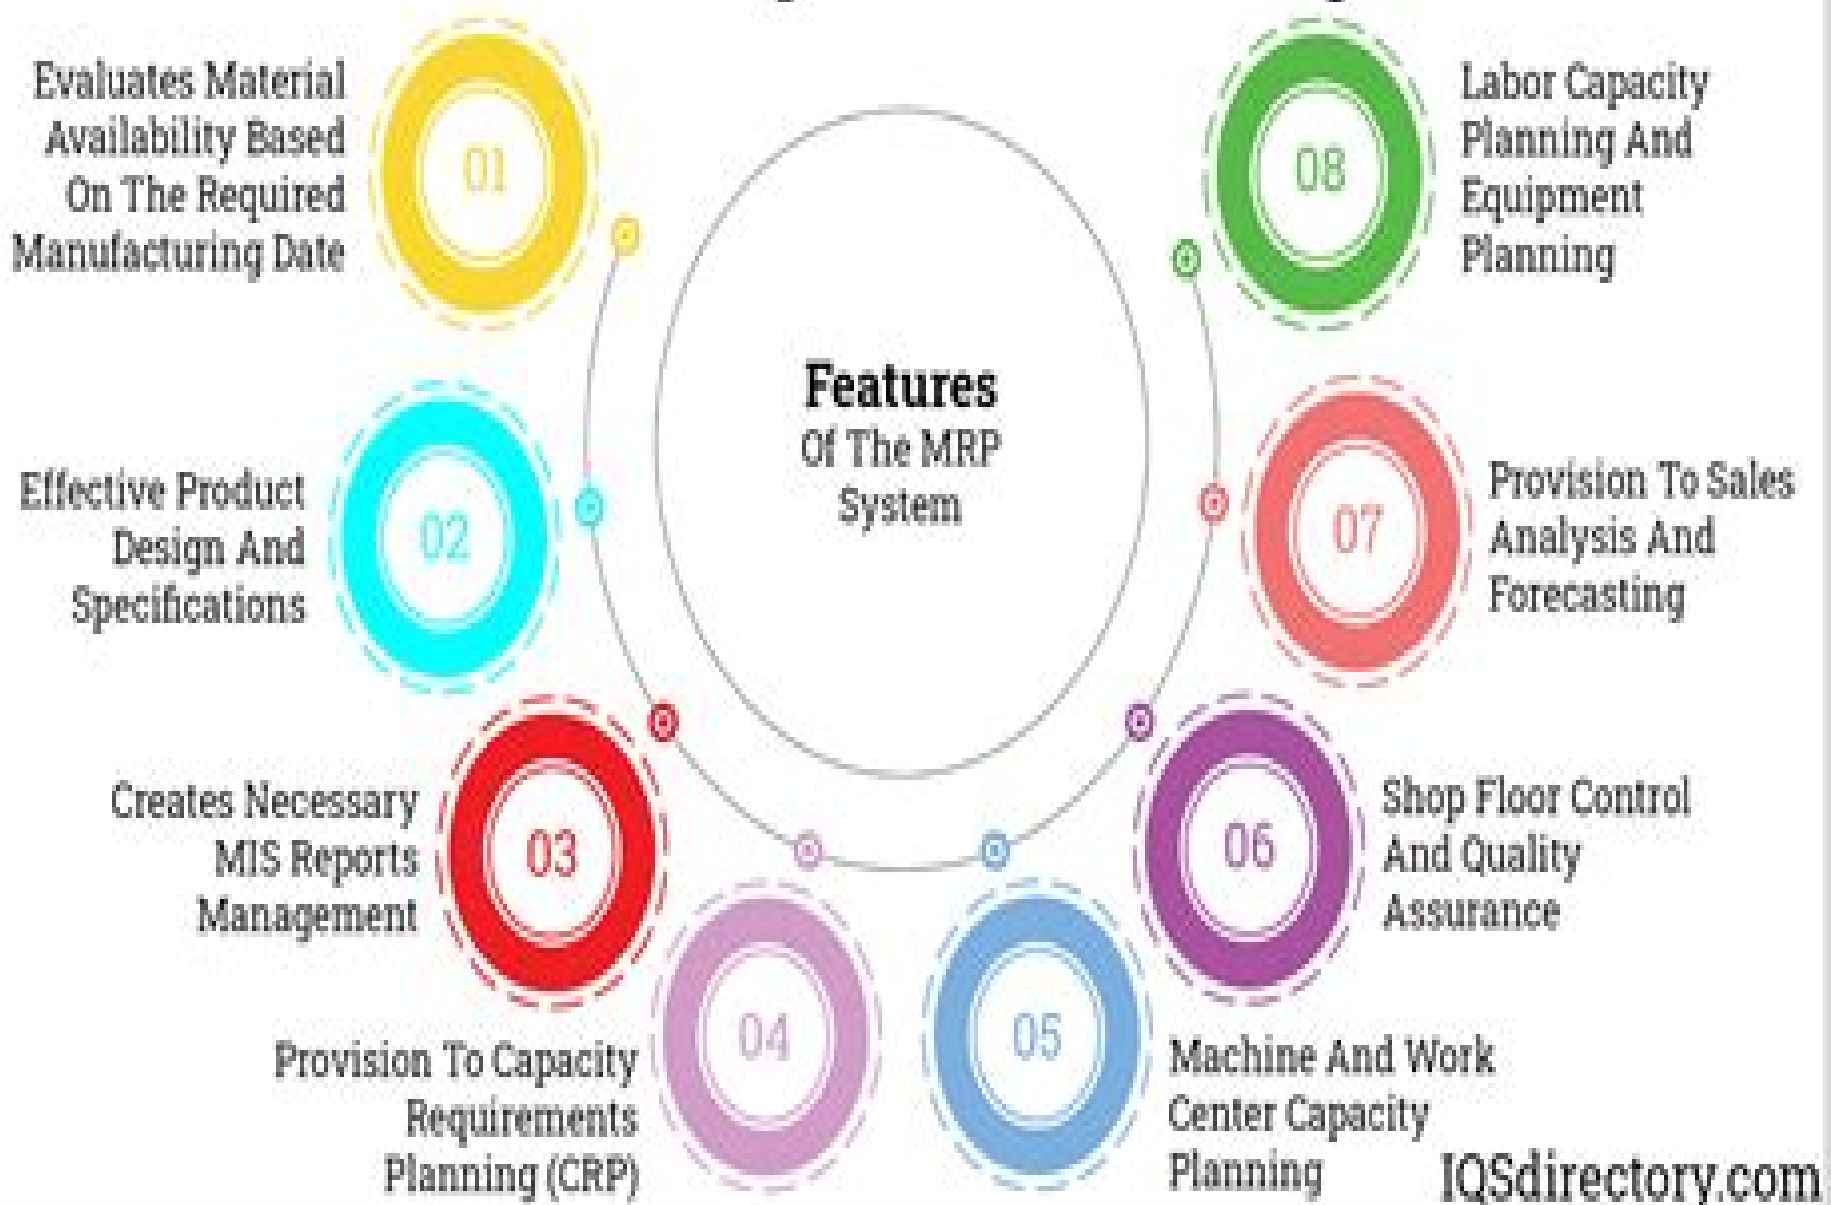 Evaluates Material
Availability Based
On The Required
Manufacturing Date
01
Effective Product
Design And
Specifications
02
Creates Necessary
MIS Reports
Management
03
Provision To Capacity
Requirements
Planning (CRP)
04
Features
Of The MRP
System
05
Machine And Work
Center Capacity
Planning
06
Shop Floor Control
And Quality
Assurance
07
Provision To Sales
Analysis And
Forecasting
08
Labor Capacity
Planning And
Equipment
Planning
IQSdirectory.com